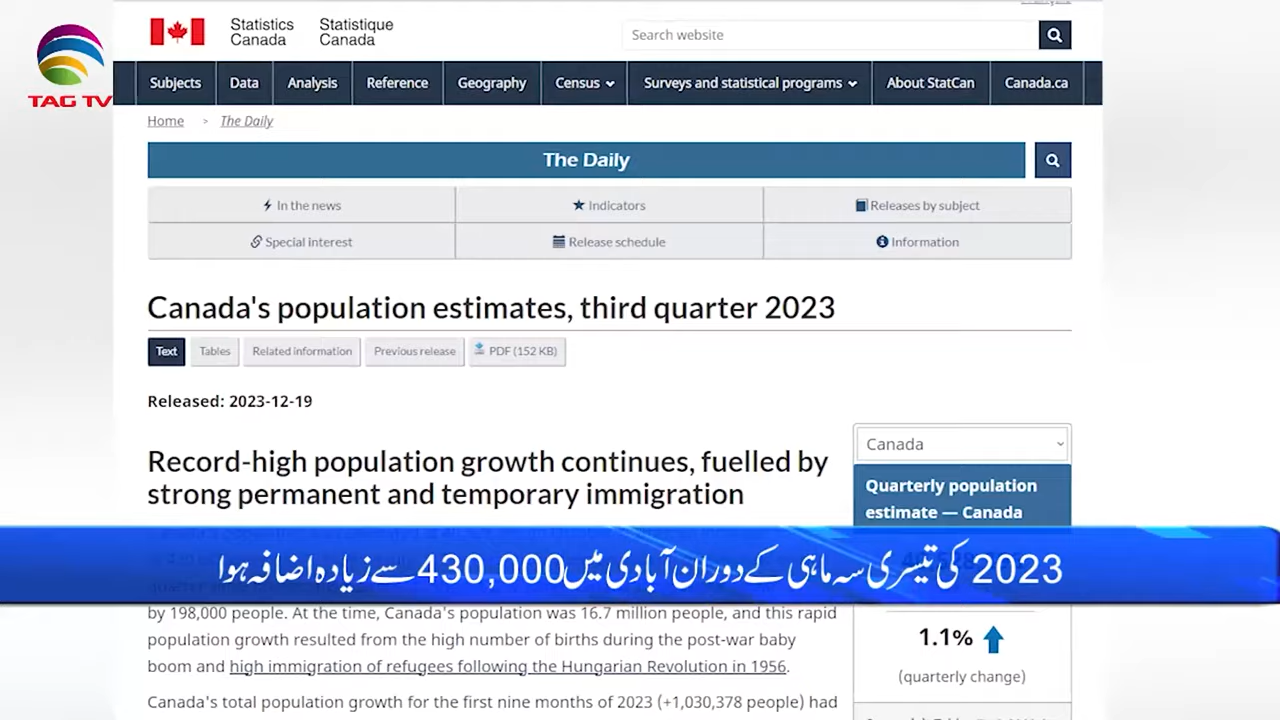 Français
Statistics Canada
Statistique Canada
Search website
TAG TV
Subjects
Data
Analysis
Reference
Geography
Census
Surveys and statistical programs
About StatCan
Canada.ca
Home > The Daily
The Daily
In the news
Indicators
Releases by subject
Special interest
Release schedule
Information
Canada's population estimates, third quarter 2023
Text
Tables
Related information
Previous release
PDF (152 KB)
Released: 2023-12-19
Record-high population growth continues, fuelled by
strong permanent and temporary immigration
Canada
Quarterly population
estimate — Canada
2023 کی تیسری سہ ماہی کے دوران آبادی میں 430,000 سے زیادہ اضافہ ہوا
by 198,000 people. At the time, Canada's population was 16.7 million people, and this rapid
population growth resulted from the high number of births during the post-war baby
boom and high immigration of refugees following the Hungarian Revolution in 1956.
Canada's total population growth for the first nine months of 2023 (+1,030,378 people) had
1.1%
(quarterly change)